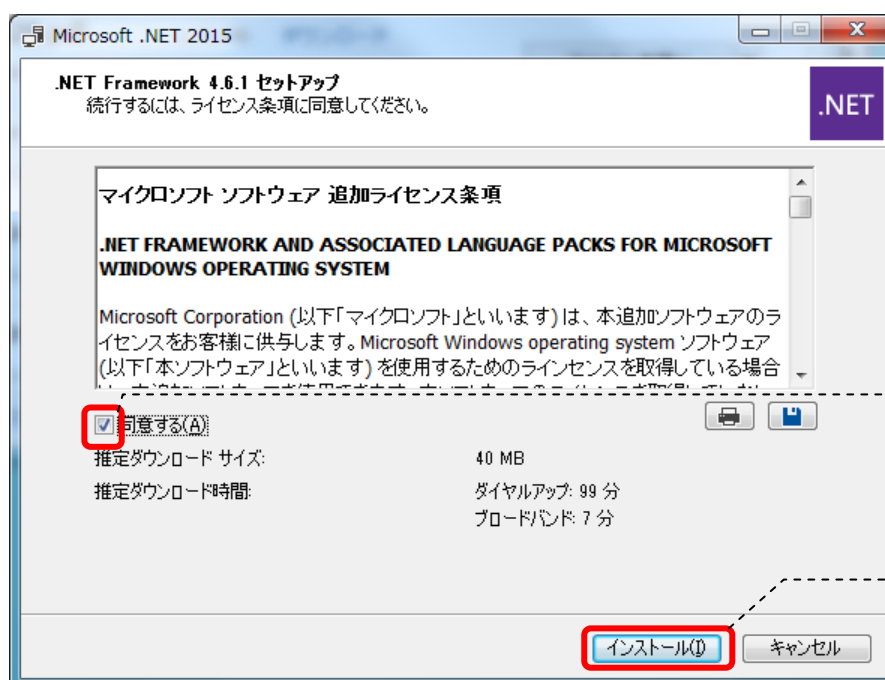 Microsoft .NET 2015
.NET Framework 4.6.1 セットアップ
続行するには、ライセンス条項に同意してください。
.NET
マイクロソフト ソフトウェア 追加ライセンス条項
.NET FRAMEWORK AND ASSOCIATED LANGUAGE PACKS FOR MICROSOFT
WINDOWS OPERATING SYSTEM
Microsoft Corporation (以下「マイクロソフト」といいます) は、本追加ソフトウェアのラ
イセンスをお客様に供与します。Microsoft Windows operating system ソフトウェア
(以下「本ソフトウェア」といいます) を使用するためのラインセンスを取得している場合
同意する(A)
推定ダウンロード サイズ: 40 MB
推定ダウンロード時間: ダイヤルアップ: 99 分
ブロードバンド: 7 分
インストール(I)
キャンセル